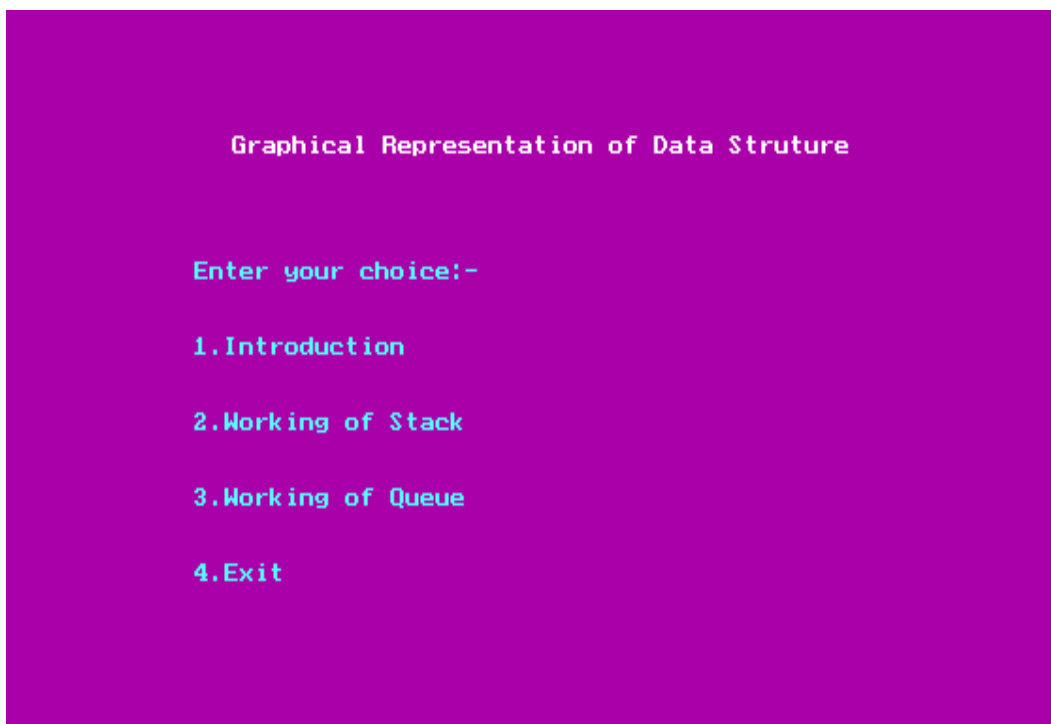 Graphical Representation of Data Struture
Enter your choice:-
1.Introduction
2.Working of Stack
3.Working of Queue
4.Exit